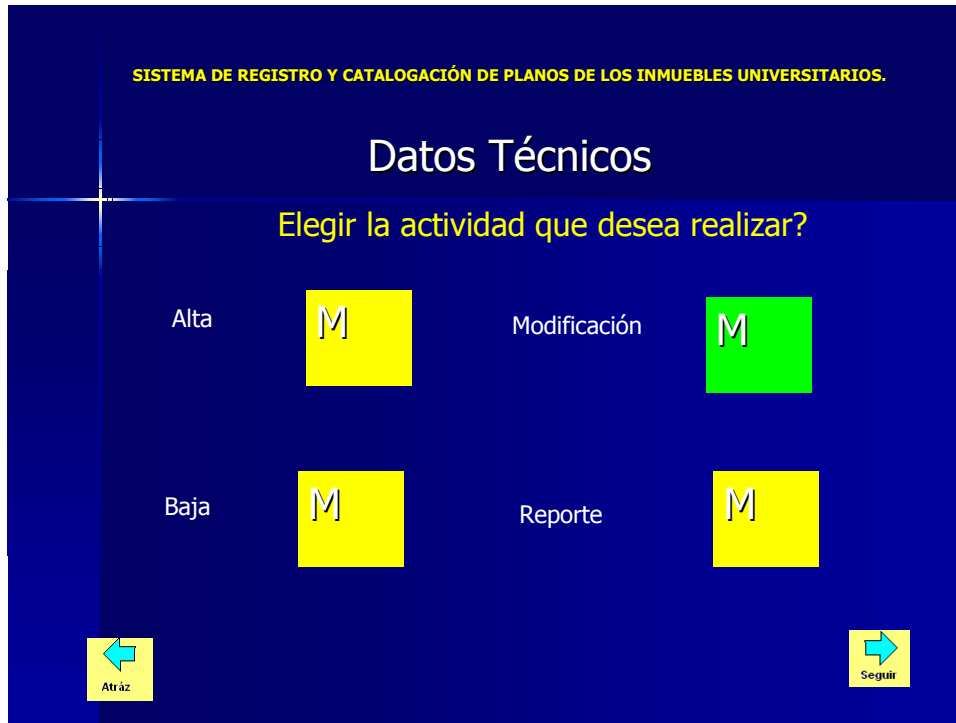 SISTEMA DE REGISTRO Y CATALOGACIÓN DE PLANOS DE LOS INMUEBLES UNIVERSITARIOS.
Datos Técnicos
Elegir la actividad que desea realizar?
Alta
M
Modificación
M
Baja
M
Reporte
M
Atráz
Seguir